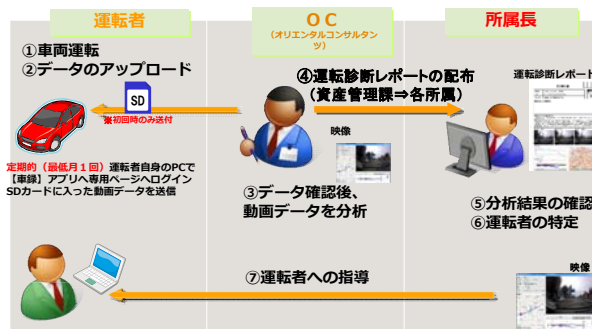 運転者
①車両運転
②データのアップロード
SD
※初回時のみ送付
定期的（最低月１回）運転者自身のPCで
【車録】アプリへ専用ページへログイン
SDカードに入った動画データを送信
ＯＣ
（オリエンタルコンサルタン
ツ）
④運転診断レポートの配布
（資産管理課⇒各所属）
映像
③データ確認後、
動画データを分析
所属長
運転診断レポート
⑤分析結果の確認
⑥運転者の特定
映像
⑦運転者への指導